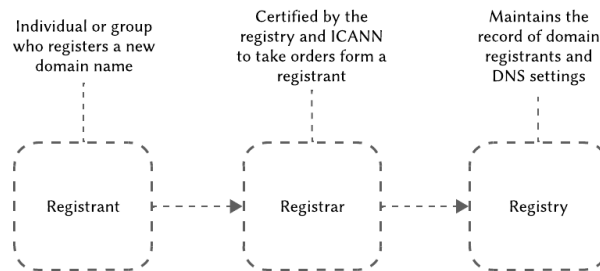 Individual or group
who registers a new
domain name
Certified by the
registry and ICANN
to take orders form a
registrant
Maintains the
record of domain
registrants and
DNS settings
Registrant
Registrar
Registry